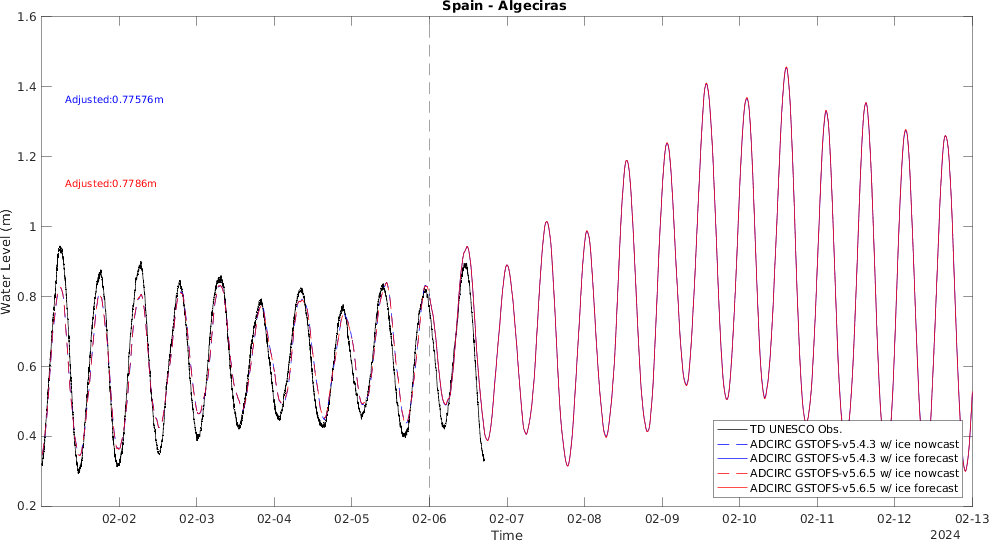 Spain - Algeciras
1.6
1.4
1.2
1
0.8
0.6
0.4
0.2
Water Level (m)
Adjusted:0.77576m
Adjusted:0.7786m
TD UNESCO Obs.
ADCIRC GSTOFS-v5.4.3 w/ ice nowcast
ADCIRC GSTOFS-v5.4.3 w/ ice forecast
ADCIRC GSTOFS-v5.6.5 w/ ice nowcast
ADCIRC GSTOFS-v5.6.5 w/ ice forecast
02-02 02-03 02-04 02-05 02-06 02-07 02-08 02-09 02-10 02-11 02-12 02-13
Time
2024